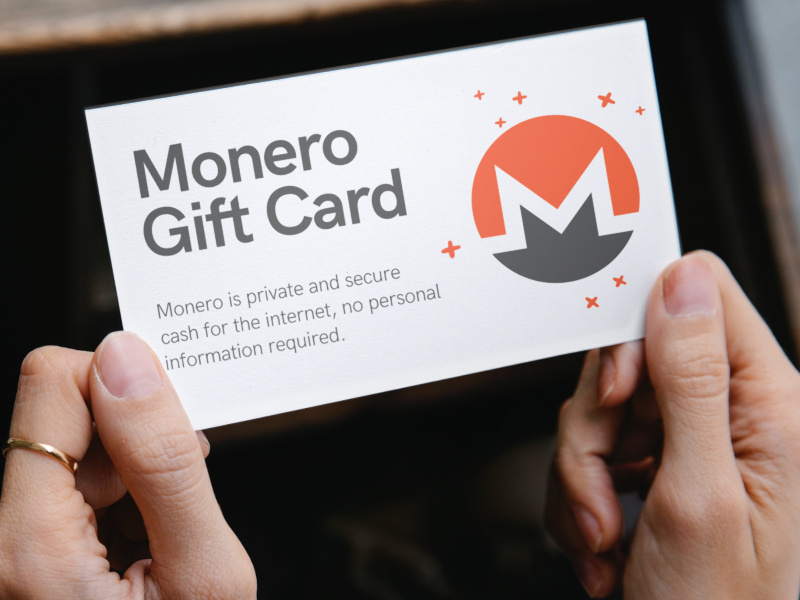 Monero
Gift Card
Monero is private and secure
cash for the internet, no personal
information required.